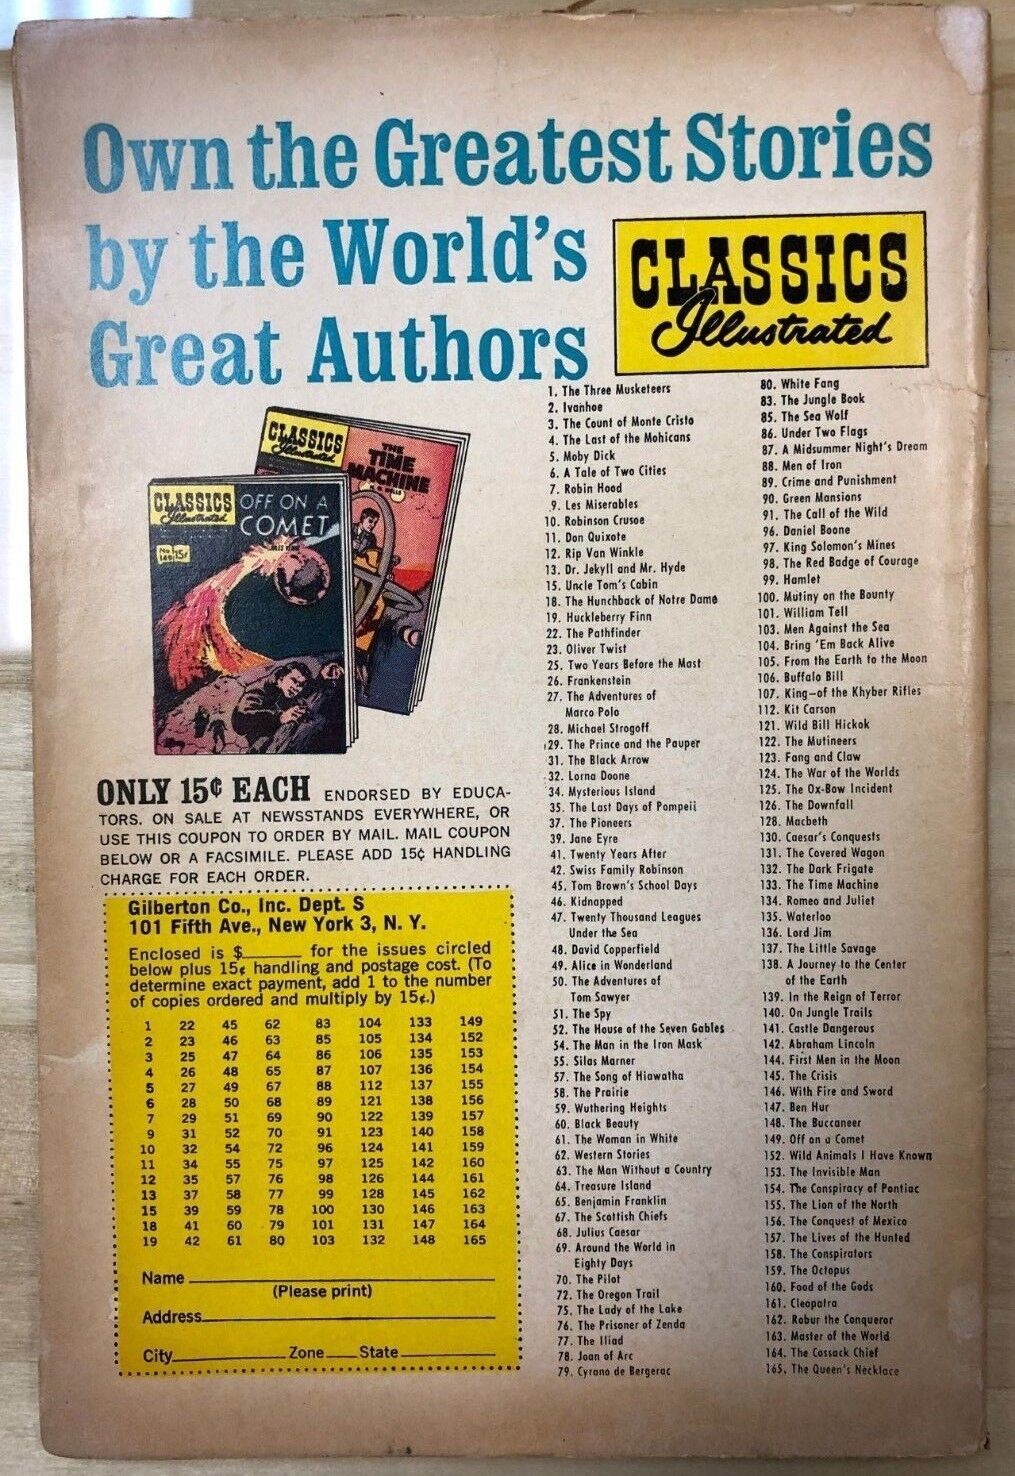 Own the Greatest Stories
by the World's
Great Authors
CLASSICS
Illustrated
CLASSICS
Illustrated
THE
TIME
MACHINE
H. G. WELLS
CLASSICS
Illustrated
No 149
15¢
OFF ON A
COMET
JULES VERNE
ONLY 15¢ EACH ENDORSED BY EDUCA-
TORS. ON SALE AT NEWSSTANDS EVERYWHERE, OR
USE THIS COUPON TO ORDER BY MAIL. MAIL COUPON
BELOW OR A FACSIMILE. PLEASE ADD 15¢ HANDLING
CHARGE FOR EACH ORDER.
Gilberton Co., Inc. Dept. S
101 Fifth Ave., New York 3, N. Y.
Enclosed is $______ for the issues circled
below plus 15¢ handling and postage cost. (To
determine exact payment, add 1 to the number
of copies ordered and multiply by 15¢.)
1 22 45 62 83 104 133 149
2 23 46 63 85 105 134 152
3 25 47 64 86 106 135 153
4 26 48 65 87 107 136 154
5 27 49 67 88 112 137 155
6 28 50 68 89 121 138 156
7 29 51 69 90 122 139 157
9 31 52 70 91 123 140 158
10 32 54 72 96 124 141 159
11 34 55 75 97 125 142 160
12 35 57 76 98 126 144 161
13 37 58 77 99 128 145 162
15 39 59 78 100 130 146 163
18 41 60 79 101 131 147 164
19 42 61 80 103 132 148 165
Name
(Please print)
Address
City Zone State
1. The Three Musketeers
2. Ivanhoe
3. The Count of Monte Cristo
4. The Last of the Mohicans
5. Moby Dick
6. A Tale of Two Cities
7. Robin Hood
9. Les Miserables
10. Robinson Crusoe
11. Don Quixote
12. Rip Van Winkle
13. Dr. Jekyll and Mr. Hyde
15. Uncle Tom's Cabin
18. The Hunchback of Notre Dame
19. Huckleberry Finn
22. The Pathfinder
23. Oliver Twist
25. Two Years Before the Mast
26. Frankenstein
27. The Adventures of
Marco Polo
28. Michael Strogoff
29. The Prince and the Pauper
31. The Black Arrow
32. Lorna Doone
34. Mysterious Island
35. The Last Days of Pompeii
37. The Pioneers
39. Jane Eyre
41. Twenty Years After
42. Swiss Family Robinson
45. Tom Brown's School Days
46. Kidnapped
47. Twenty Thousand Leagues
Under the Sea
48. David Copperfield
49. Alice in Wonderland
50. The Adventures of
Tom Sawyer
51. The Spy
52. The House of the Seven Gables
54. The Man in the Iron Mask
55. Silas Marner
57. The Song of Hiawatha
58. The Prairie
59. Wuthering Heights
60. Black Beauty
61. The Woman in White
62. Western Stories
63. The Man Without a Country
64. Treasure Island
65. Benjamin Franklin
67. The Scottish Chiefs
68. Julius Caesar
69. Around the World in
Eighty Days
70. The Pilot
72. The Oregon Trail
75. The Lady of the Lake
76. The Prisoner of Zenda
77. The Iliad
78. Joan of Arc
79. Cyrano de Bergerac
80. White Fang
83. The Jungle Book
85. The Sea Wolf
86. Under Two Flags
87. A Midsummer Night's Dream
88. Men of Iron
89. Crime and Punishment
90. Green Mansions
91. The Call of the Wild
96. Daniel Boone
97. King Solomon's Mines
98. The Red Badge of Courage
99. Hamlet
100. Mutiny on the Bounty
101. William Tell
103. Men Against the Sea
104. Bring 'Em Back Alive
105. From the Earth to the Moon
106. Buffalo Bill
107. King—of the Khyber Rifles
112. Kit Carson
121. Wild Bill Hickok
122. The Mutineers
123. Fang and Claw
124. The War of the Worlds
125. The Ox-Bow Incident
126. The Downfall
128. Macbeth
130. Caesar's Conquests
131. The Covered Wagon
132. The Dark Frigate
133. The Time Machine
134. Romeo and Juliet
135. Waterloo
136. Lord Jim
137. The Little Savage
138. A Journey to the Center
of the Earth
139. In the Reign of Terror
140. On Jungle Trails
141. Castle Dangerous
142. Abraham Lincoln
144. First Men in the Moon
145. The Crisis
146. With Fire and Sword
147. Ben Hur
148. The Buccaneer
149. Off on a Comet
152. Wild Animals I Have Known
153. The Invisible Man
154. The Conspiracy of Pontiac
155. The Lion of the North
156. The Conquest of Mexico
157. The Lives of the Hunted
158. The Conspirators
159. The Octopus
160. Food of the Gods
161. Cleopatra
162. Robur the Conqueror
163. Master of the World
164. The Cossack Chief
165. The Queen's Necklace